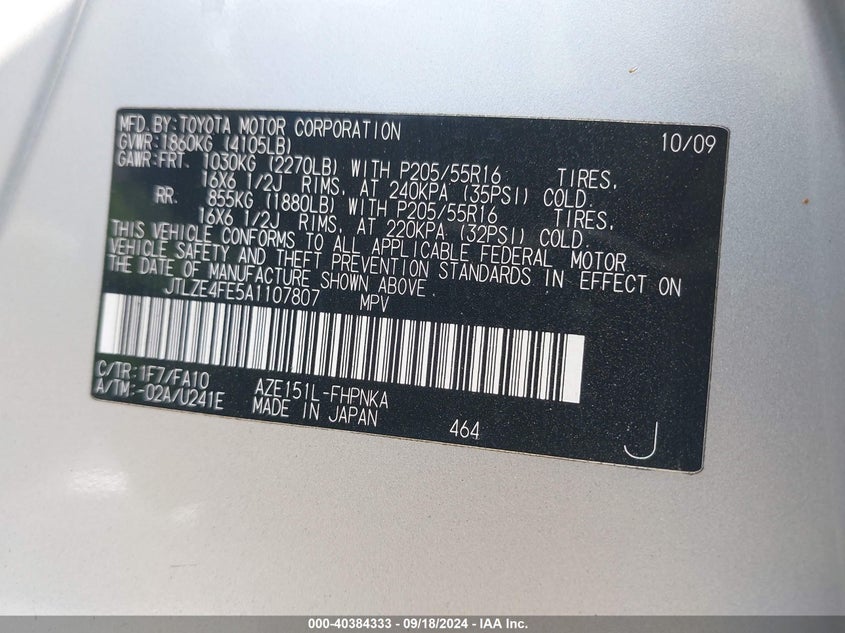 MFD.BY:TOYOTA MOTOR CORPORATION 10/09
GVWR:1860KG (4105LB)
GAWR:FRT. 1030KG (2270LB) WITH P205/55R16 TIRES,
16X6 1/2J RIMS, AT 240KPA (35PSI) COLD.
RR. 855KG (1880LB) WITH P205/55R16 TIRES,
16X6 1/2J RIMS, AT 220KPA (32PSI) COLD.
THIS VEHICLE CONFORMS TO ALL APPLICABLE FEDERAL MOTOR
VEHICLE SAFETY AND THEFT PREVENTION STANDARDS IN EFFECT ON
THE DATE OF MANUFACTURE SHOWN ABOVE.
JTLZE4FE5A1107807 MPV
C/TR:1F7/FA10 AZE151L-FHPNKA
A/TM:-02A/U241E MADE IN JAPAN 464 J
000-40384333 - 09/18/2024 - IAA Inc.